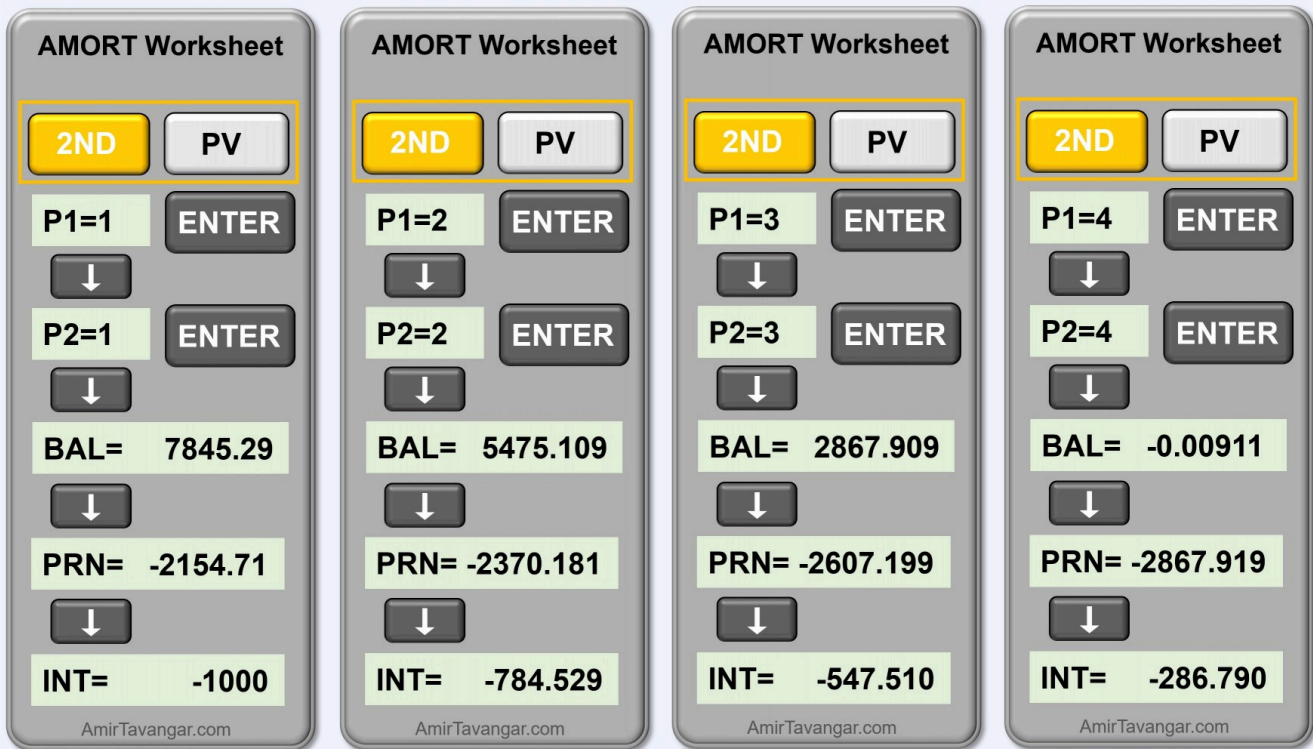 AMORT Worksheet
2ND PV
P1=1 ENTER
↓
P2=1 ENTER
↓
BAL= 7845.29
↓
PRN= -2154.71
↓
INT= -1000
AmirTavangar.com
AMORT Worksheet
2ND PV
P1=2 ENTER
↓
P2=2 ENTER
↓
BAL= 5475.109
↓
PRN= -2370.181
↓
INT= -784.529
AmirTavangar.com
AMORT Worksheet
2ND PV
P1=3 ENTER
↓
P2=3 ENTER
↓
BAL= 2867.909
↓
PRN= -2607.199
↓
INT= -547.510
AmirTavangar.com
AMORT Worksheet
2ND PV
P1=4 ENTER
↓
P2=4 ENTER
↓
BAL= -0.00911
↓
PRN= -2867.919
↓
INT= -286.790
AmirTavangar.com